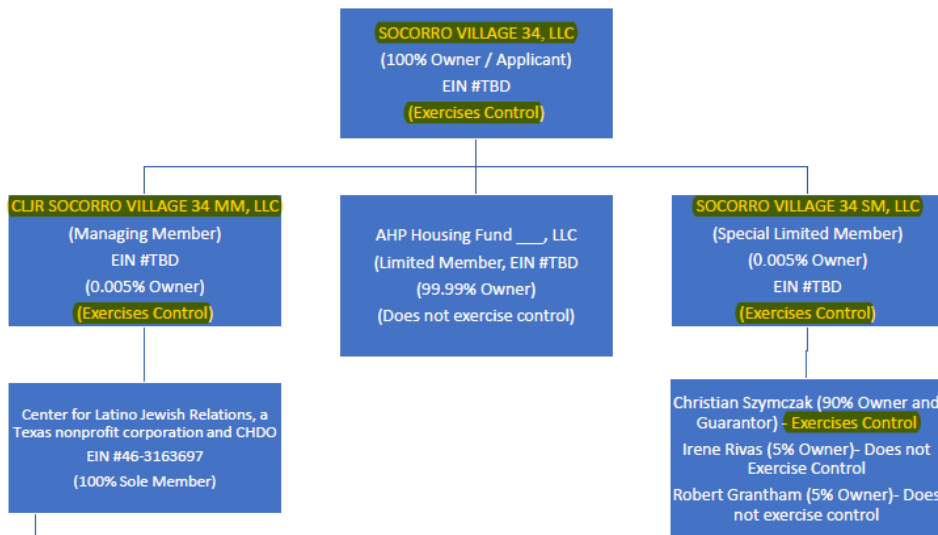 SOCORRO VILLAGE 34, LLC
(100% Owner / Applicant)
EIN #TBD
(Exercises Control)
CLJR SOCORRO VILLAGE 34 MM, LLC
(Managing Member)
EIN #TBD
(0.005% Owner)
(Exercises Control)
AHP Housing Fund ___, LLC
(Limited Member, EIN #TBD
(99.99% Owner)
(Does not exercise control)
SOCORRO VILLAGE 34 SM, LLC
(Special Limited Member)
(0.005% Owner)
EIN #TBD
(Exercises Control)
Center for Latino Jewish Relations, a
Texas nonprofit corporation and CHDO
EIN #46-3163697
(100% Sole Member)
Christian Szymczak (90% Owner and
Guarantor) - Exercises Control
Irene Rivas (5% Owner)- Does not
Exercise Control
Robert Grantham (5% Owner)- Does
not exercise control